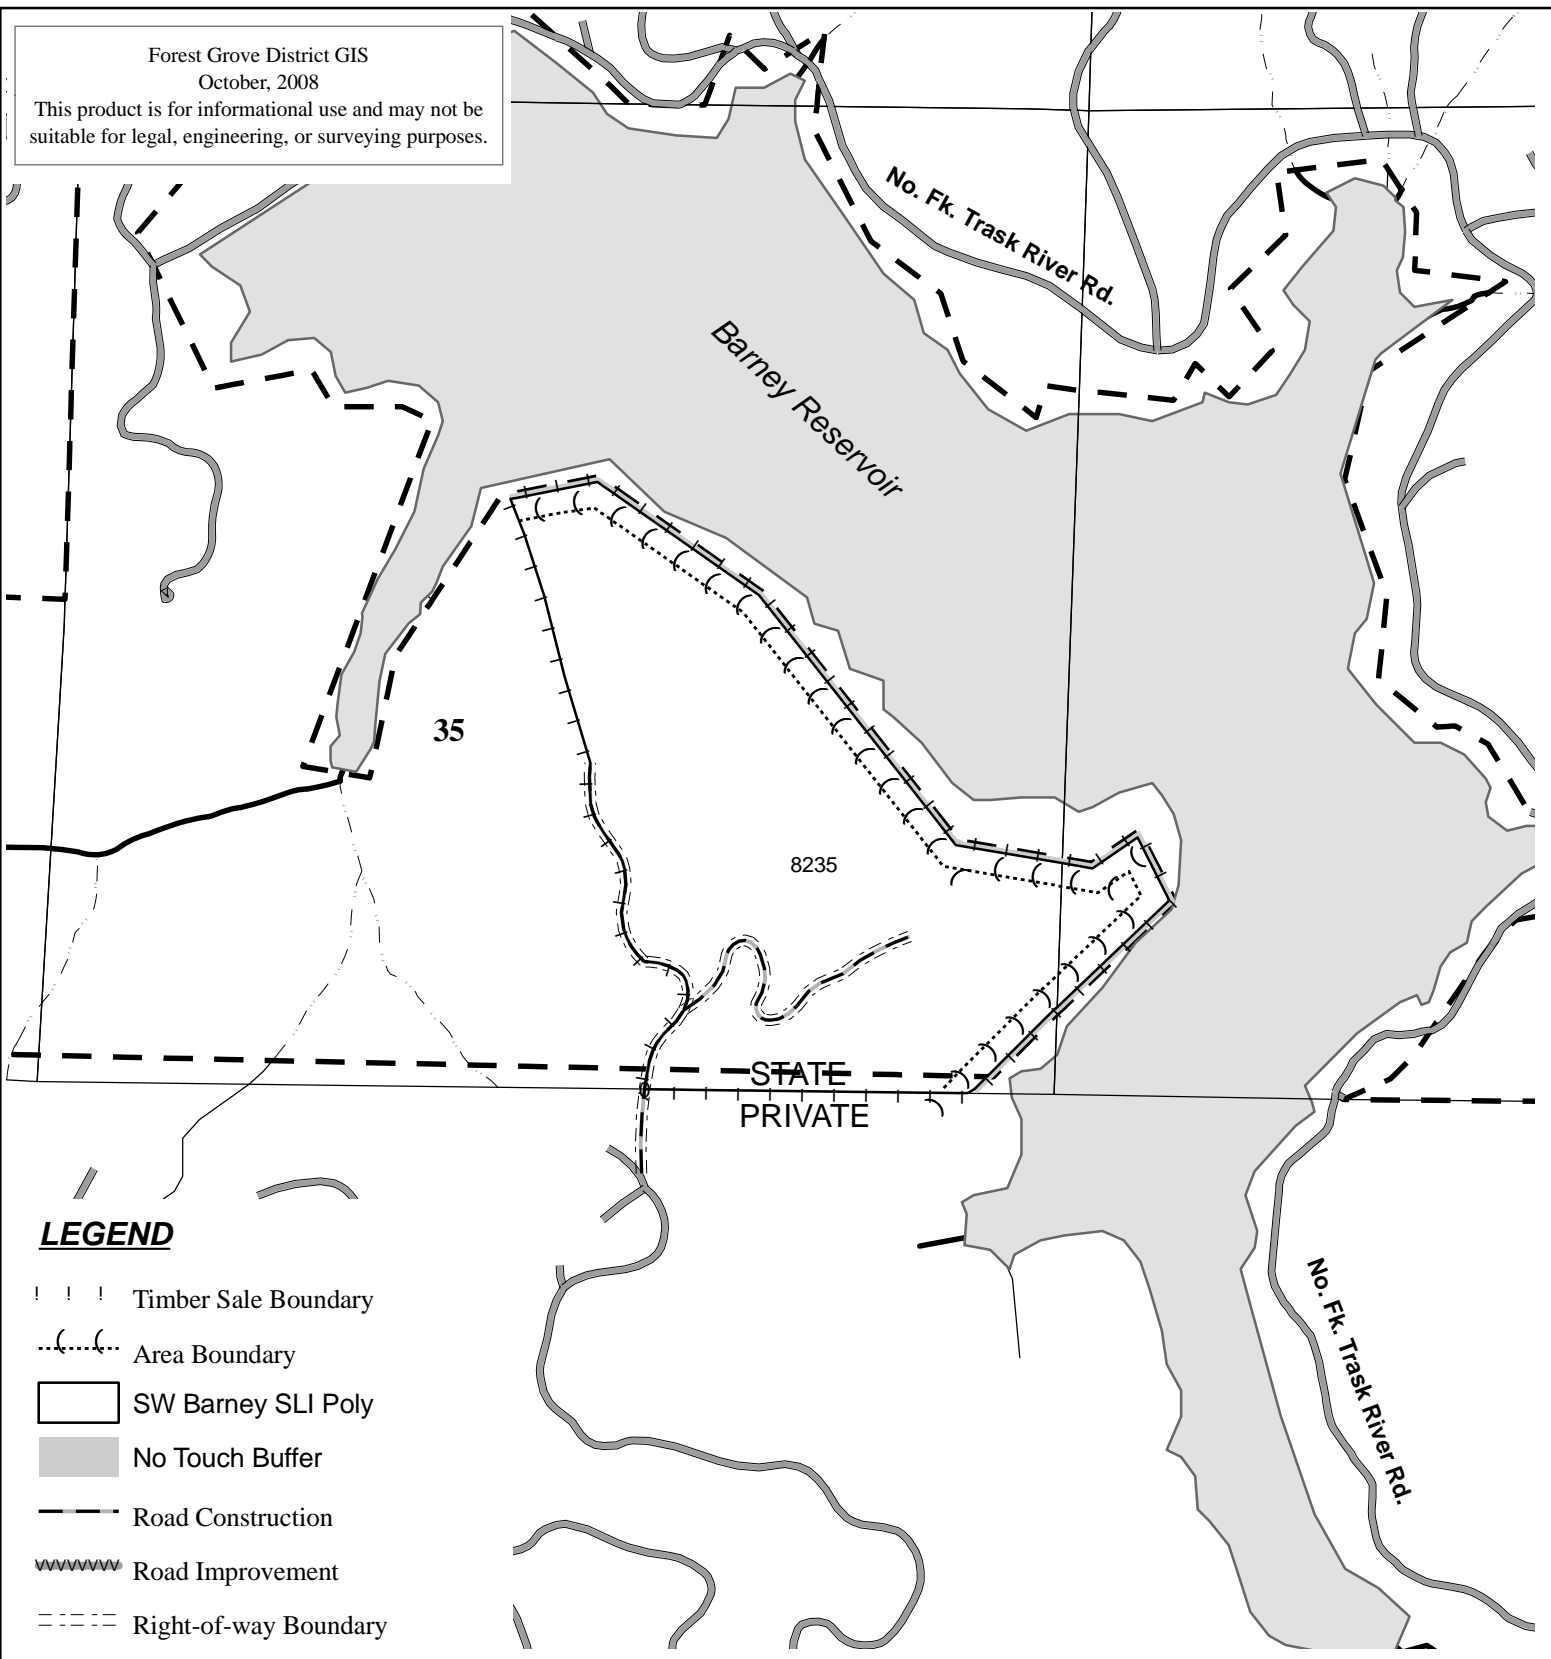 Forest Grove District GIS
October, 2008
This product is for informational use and may not be
suitable for legal, engineering, or surveying purposes.
No. Fk. Trask River Rd.
Barney Reservoir
35
8235
STATE
PRIVATE
No. Fk. Trask River Rd.
LEGEND
Timber Sale Boundary
Area Boundary
SW Barney SLI Poly
No Touch Buffer
Road Construction
Road Improvement
Right-of-way Boundary